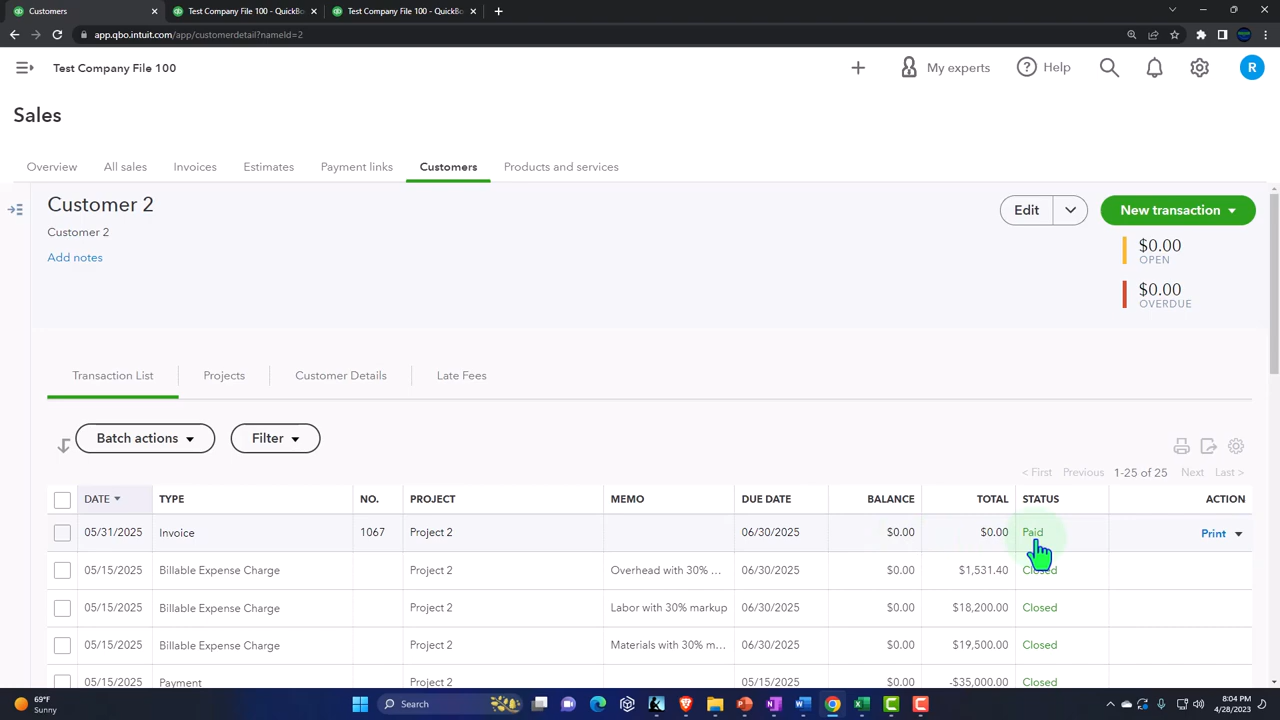 Customers
Test Company File 100 - QuickBo
Test Company File 100 - QuickBo
app.qbo.intuit.com/app/customerdetail?nameId=2
Test Company File 100
My experts
Help
R
Sales
Overview
All sales
Invoices
Estimates
Payment links
Customers
Products and services
Customer 2
Edit
New transaction
Customer 2
$0.00
OPEN
Add notes
$0.00
OVERDUE
Transaction List
Projects
Customer Details
Late Fees
Batch actions
Filter
< First Previous 1-25 of 25 Next Last >
DATE TYPE NO. PROJECT MEMO DUE DATE BALANCE TOTAL STATUS ACTION
05/31/2025 Invoice 1067 Project 2 06/30/2025 $0.00 $0.00 Paid Print
05/15/2025 Billable Expense Charge Project 2 Overhead with 30% ... 06/30/2025 $0.00 $1,531.40 Closed
05/15/2025 Billable Expense Charge Project 2 Labor with 30% markup 06/30/2025 $0.00 $18,200.00 Closed
05/15/2025 Billable Expense Charge Project 2 Materials with 30% m... 06/30/2025 $0.00 $19,500.00 Closed
05/15/2025 Payment Project 2 05/15/2025 $0.00 -$35,000.00 Closed
69°F
Sunny
Search
8:04 PM
4/28/2023